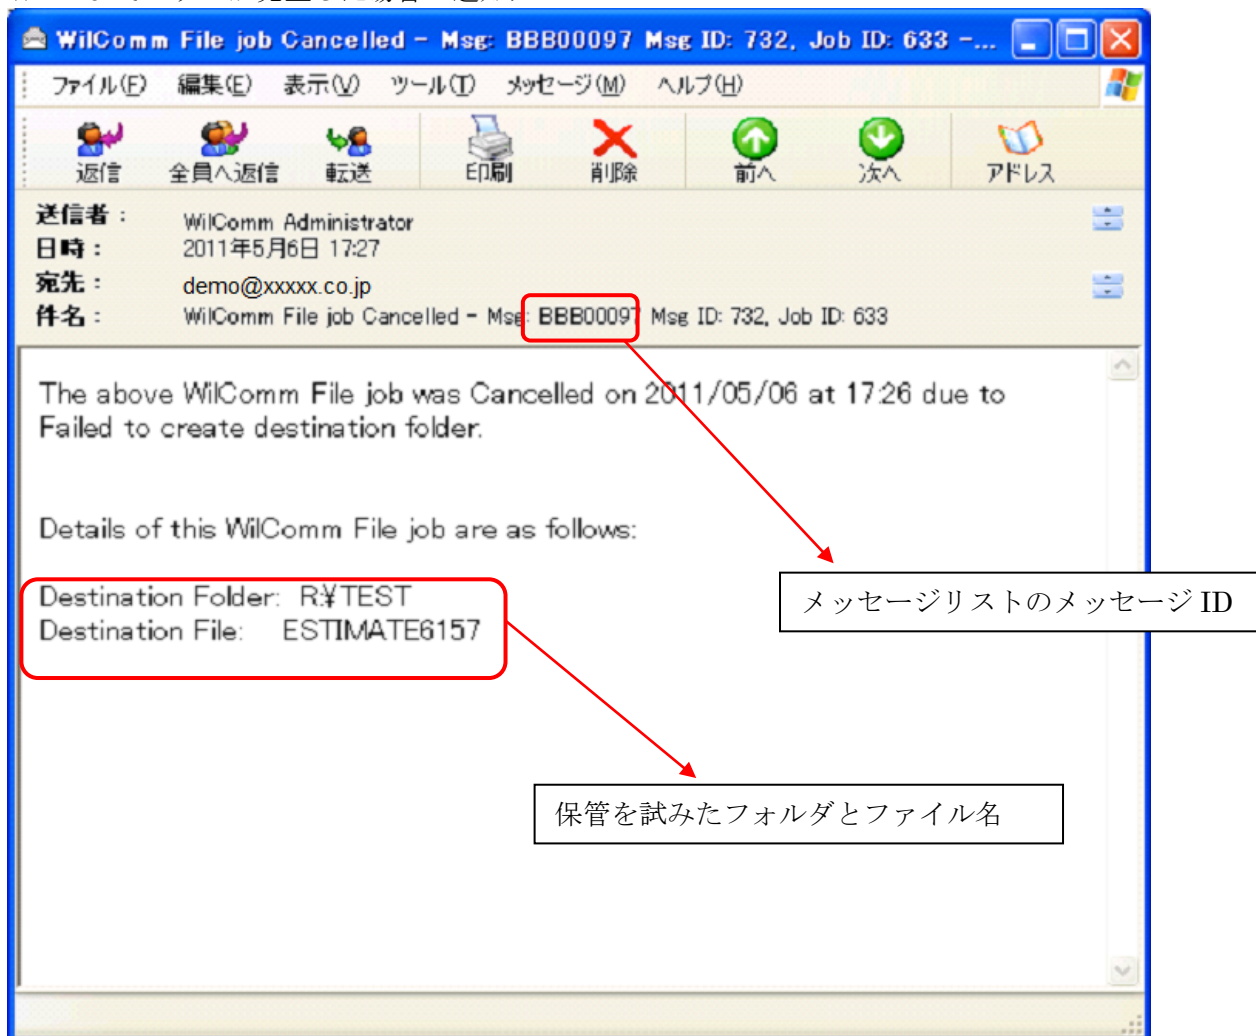 WilComm File job Cancelled - Msg: BBB00097 Msg ID: 732, Job ID: 633 -...
ファイル(F) 編集(E) 表示(V) ツール(T) メッセージ(M) ヘルプ(H)
返信 全員へ返信 転送 印刷 削除 前へ 次へ アドレス
送信者: WilComm Administrator
日時: 2011年5月6日 17:27
宛先: demo@xxxxx.co.jp
件名: WilComm File job Cancelled - Msg: BBB00097 Msg ID: 732, Job ID: 633
The above WilComm File job was Cancelled on 2011/05/06 at 17:26 due to
Failed to create destination folder.
Details of this WilComm File job are as follows:
Destination Folder: R:¥TEST
Destination File: ESTIMATE6157
メッセージリストのメッセージ ID
保管を試みたフォルダとファイル名